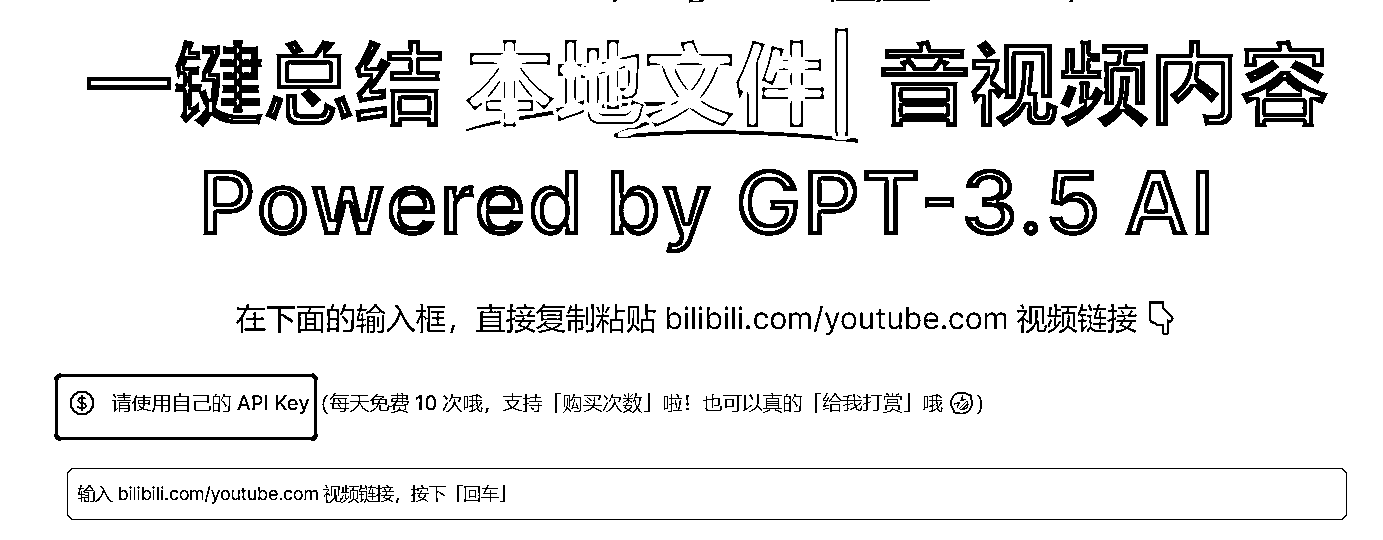 一键总结 本地文件| 音视频内容
Powered by GPT-3.5 AI
在下面的输入框，直接复制粘贴 bilibili.com/youtube.com 视频链接 👇
请使用自己的 API Key (每天免费 10 次哦，支持「购买次数」啦！也可以真的「给我打赏」哦 🤣)
输入 bilibili.com/youtube.com 视频链接，按下「回车」